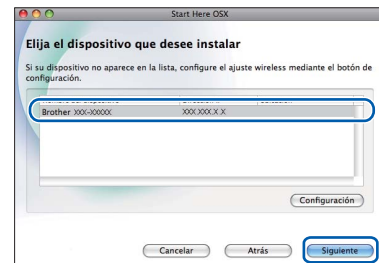 Start Here OSX
Elija el dispositivo que desee instalar
Si su dispositivo no aparece en la lista, configure el ajuste wireless mediante el botón de
configuración.
Brother XXX-XXXXX XXX.XXX.X.X
Configuración
Cancelar Atrás Siguiente